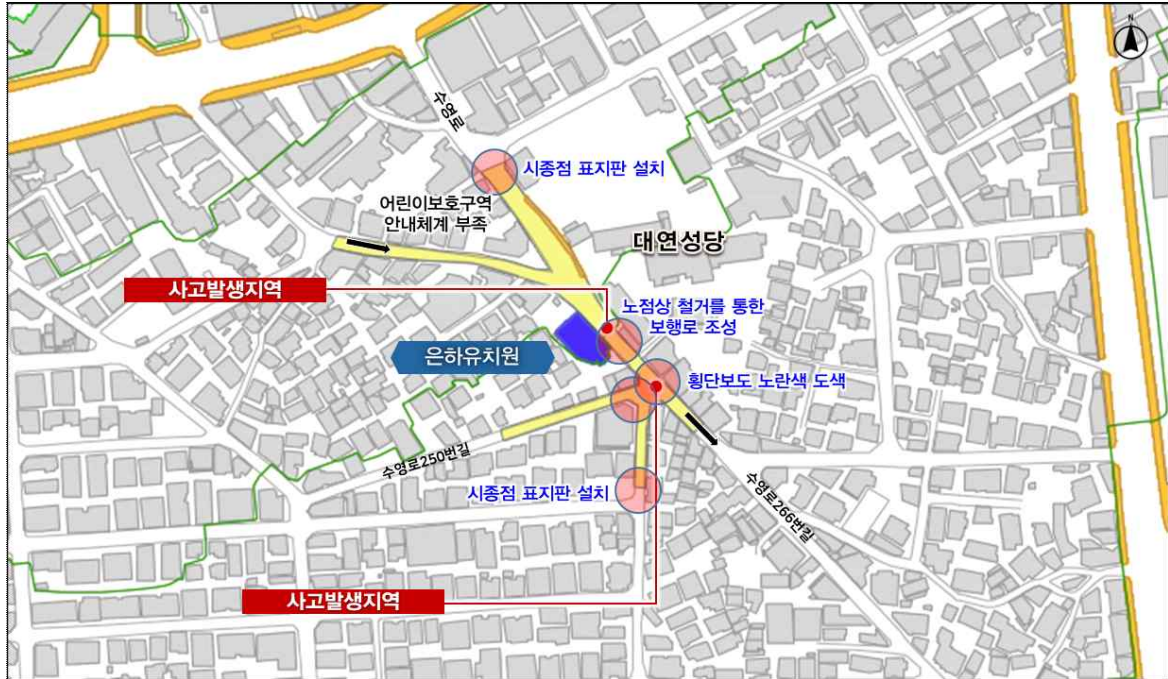 N
수영로
시종점 표지판 설치
어린이보호구역
안내체계 부족
대연성당
사고발생지역
노점상 철거를 통한
보행로 조성
은하유치원
횡단보도 노란색 도색
수영로250번길
시종점 표지판 설치
수영로266번길
사고발생지역